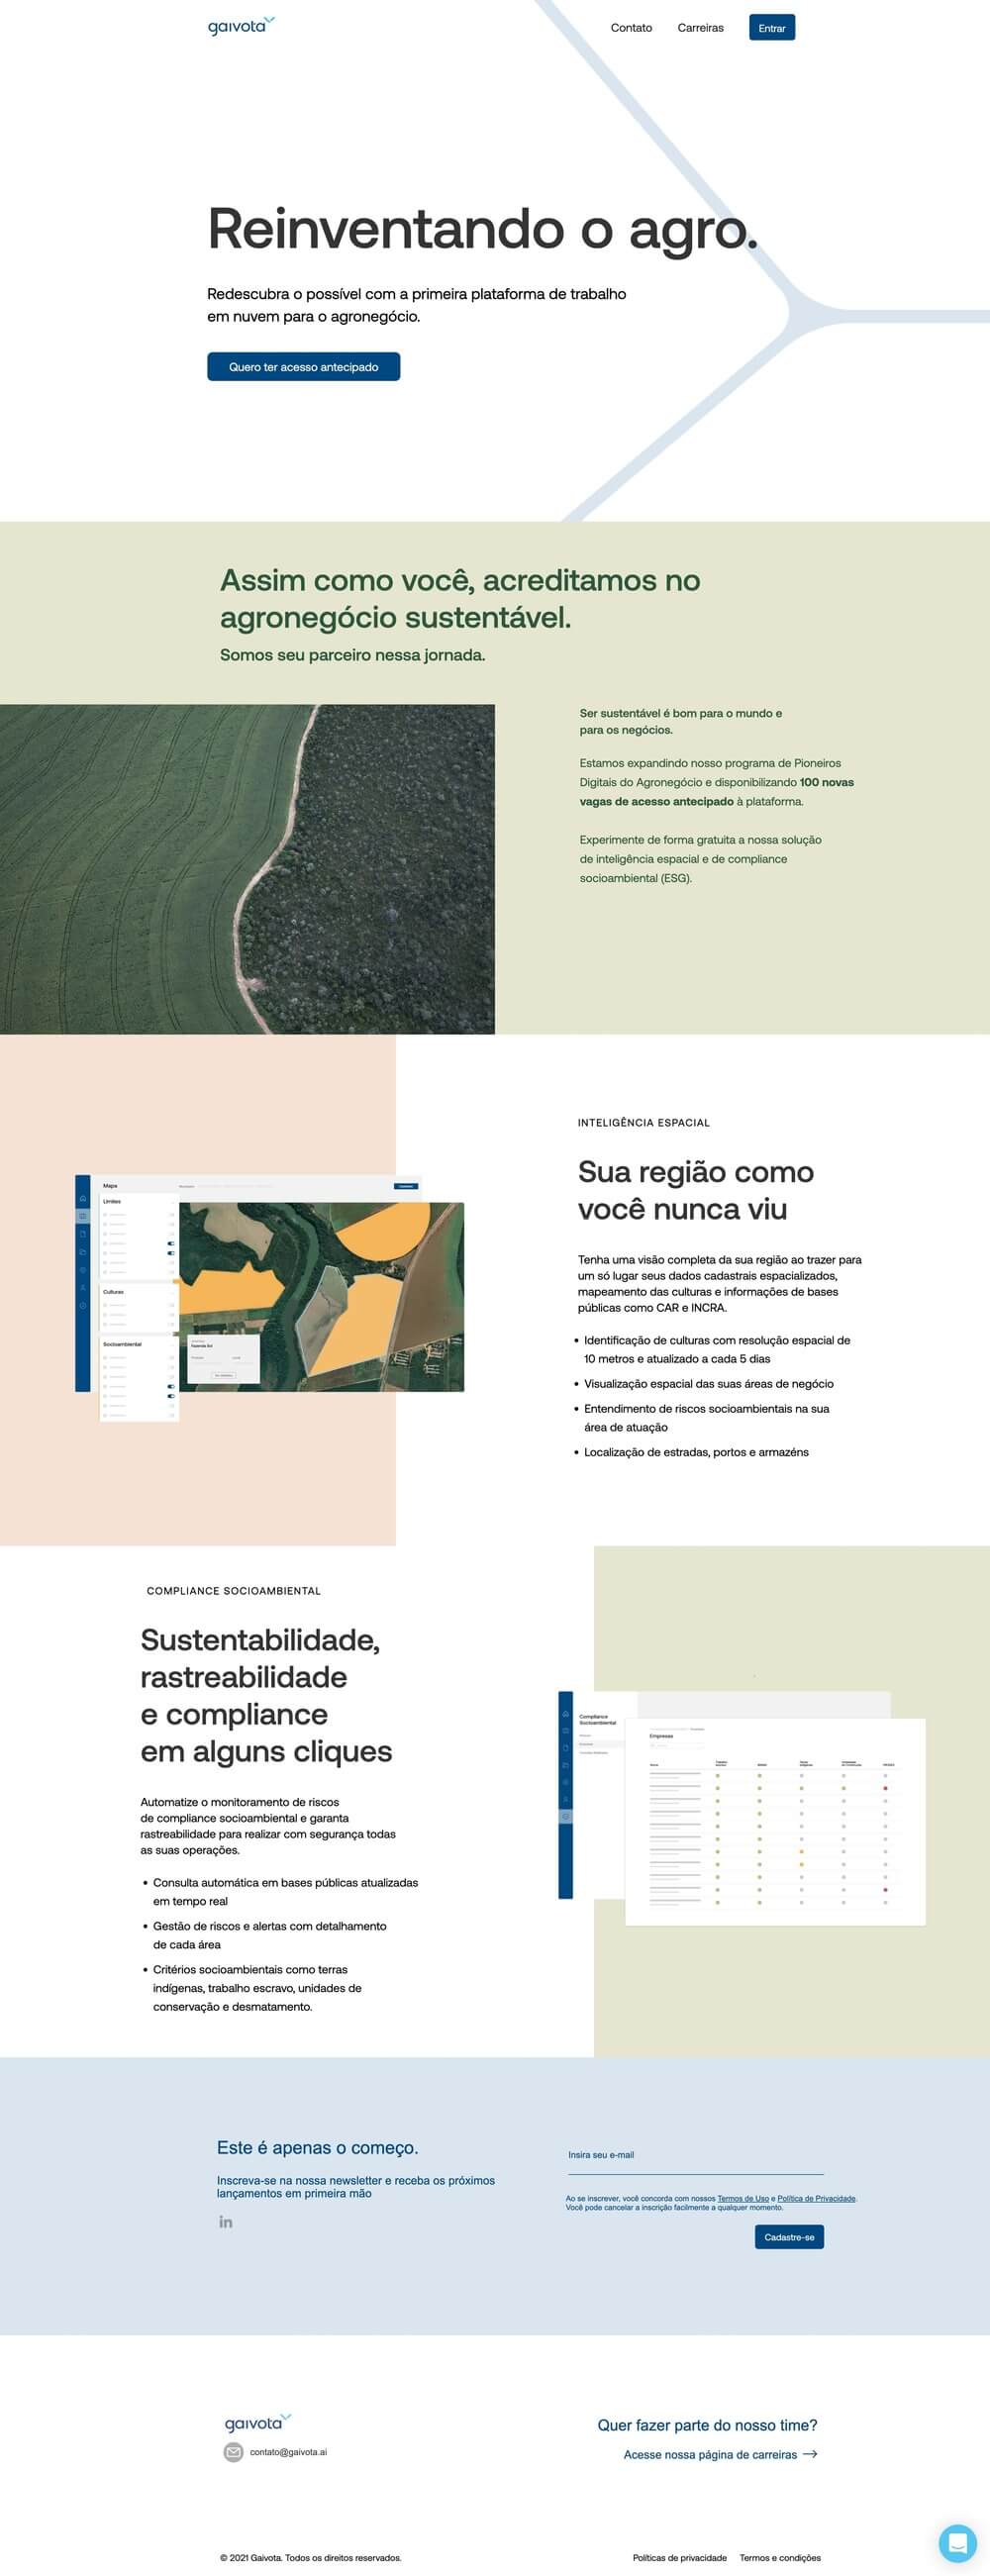 gaivota
Contato
Carreiras
Entrar
Reinventando o agro.
Redescubra o possível com a primeira plataforma de trabalho
em nuvem para o agronegócio.
Quero ter acesso antecipado
Assim como você, acreditamos no
agronegócio sustentável.
Somos seu parceiro nessa jornada.
Ser sustentável é bom para o mundo e
para os negócios.
Estamos expandindo nosso programa de Pioneiros
Digitais do Agronegócio e disponibilizando 100 novas
vagas de acesso antecipado à plataforma.
Experimente de forma gratuita a nossa solução
de inteligência espacial e de compliance
socioambiental (ESG).
INTELIGÊNCIA ESPACIAL
Sua região como
você nunca viu
Tenha uma visão completa da sua região ao trazer para
um só lugar seus dados cadastrais espacializados,
mapeamento das culturas e informações de bases
públicas como CAR e INCRA.
• Identificação de culturas com resolução espacial de
10 metros e atualizado a cada 5 dias
• Visualização espacial das suas áreas de negócio
• Entendimento de riscos socioambientais na sua
área de atuação
• Localização de estradas, portos e armazéns
Mapa
Limites
Culturas
Socioambiental
Fazenda Sol
COMPLIANCE SOCIOAMBIENTAL
Sustentabilidade,
rastreabilidade
e compliance
em alguns cliques
Automatize o monitoramento de riscos
de compliance socioambiental e garanta
rastreabilidade para realizar com segurança todas
as suas operações.
• Consulta automática em bases públicas atualizadas
em tempo real
• Gestão de riscos e alertas com detalhamento
de cada área
• Critérios socioambientais como terras
indígenas, trabalho escravo, unidades de
conservação e desmatamento.
Compliance
Socioambiental
Empresas
Este é apenas o começo.
Inscreva-se na nossa newsletter e receba os próximos
lançamentos em primeira mão
in
Insira seu e-mail
Ao se inscrever, você concorda com nossos Termos de Uso e Política de Privacidade.
Você pode cancelar a inscrição facilmente a qualquer momento.
Cadastre-se
gaivota
contato@gaivota.ai
Quer fazer parte do nosso time?
Acesse nossa página de carreiras →
© 2021 Gaivota. Todos os direitos reservados.
Políticas de privacidade
Termos e condições